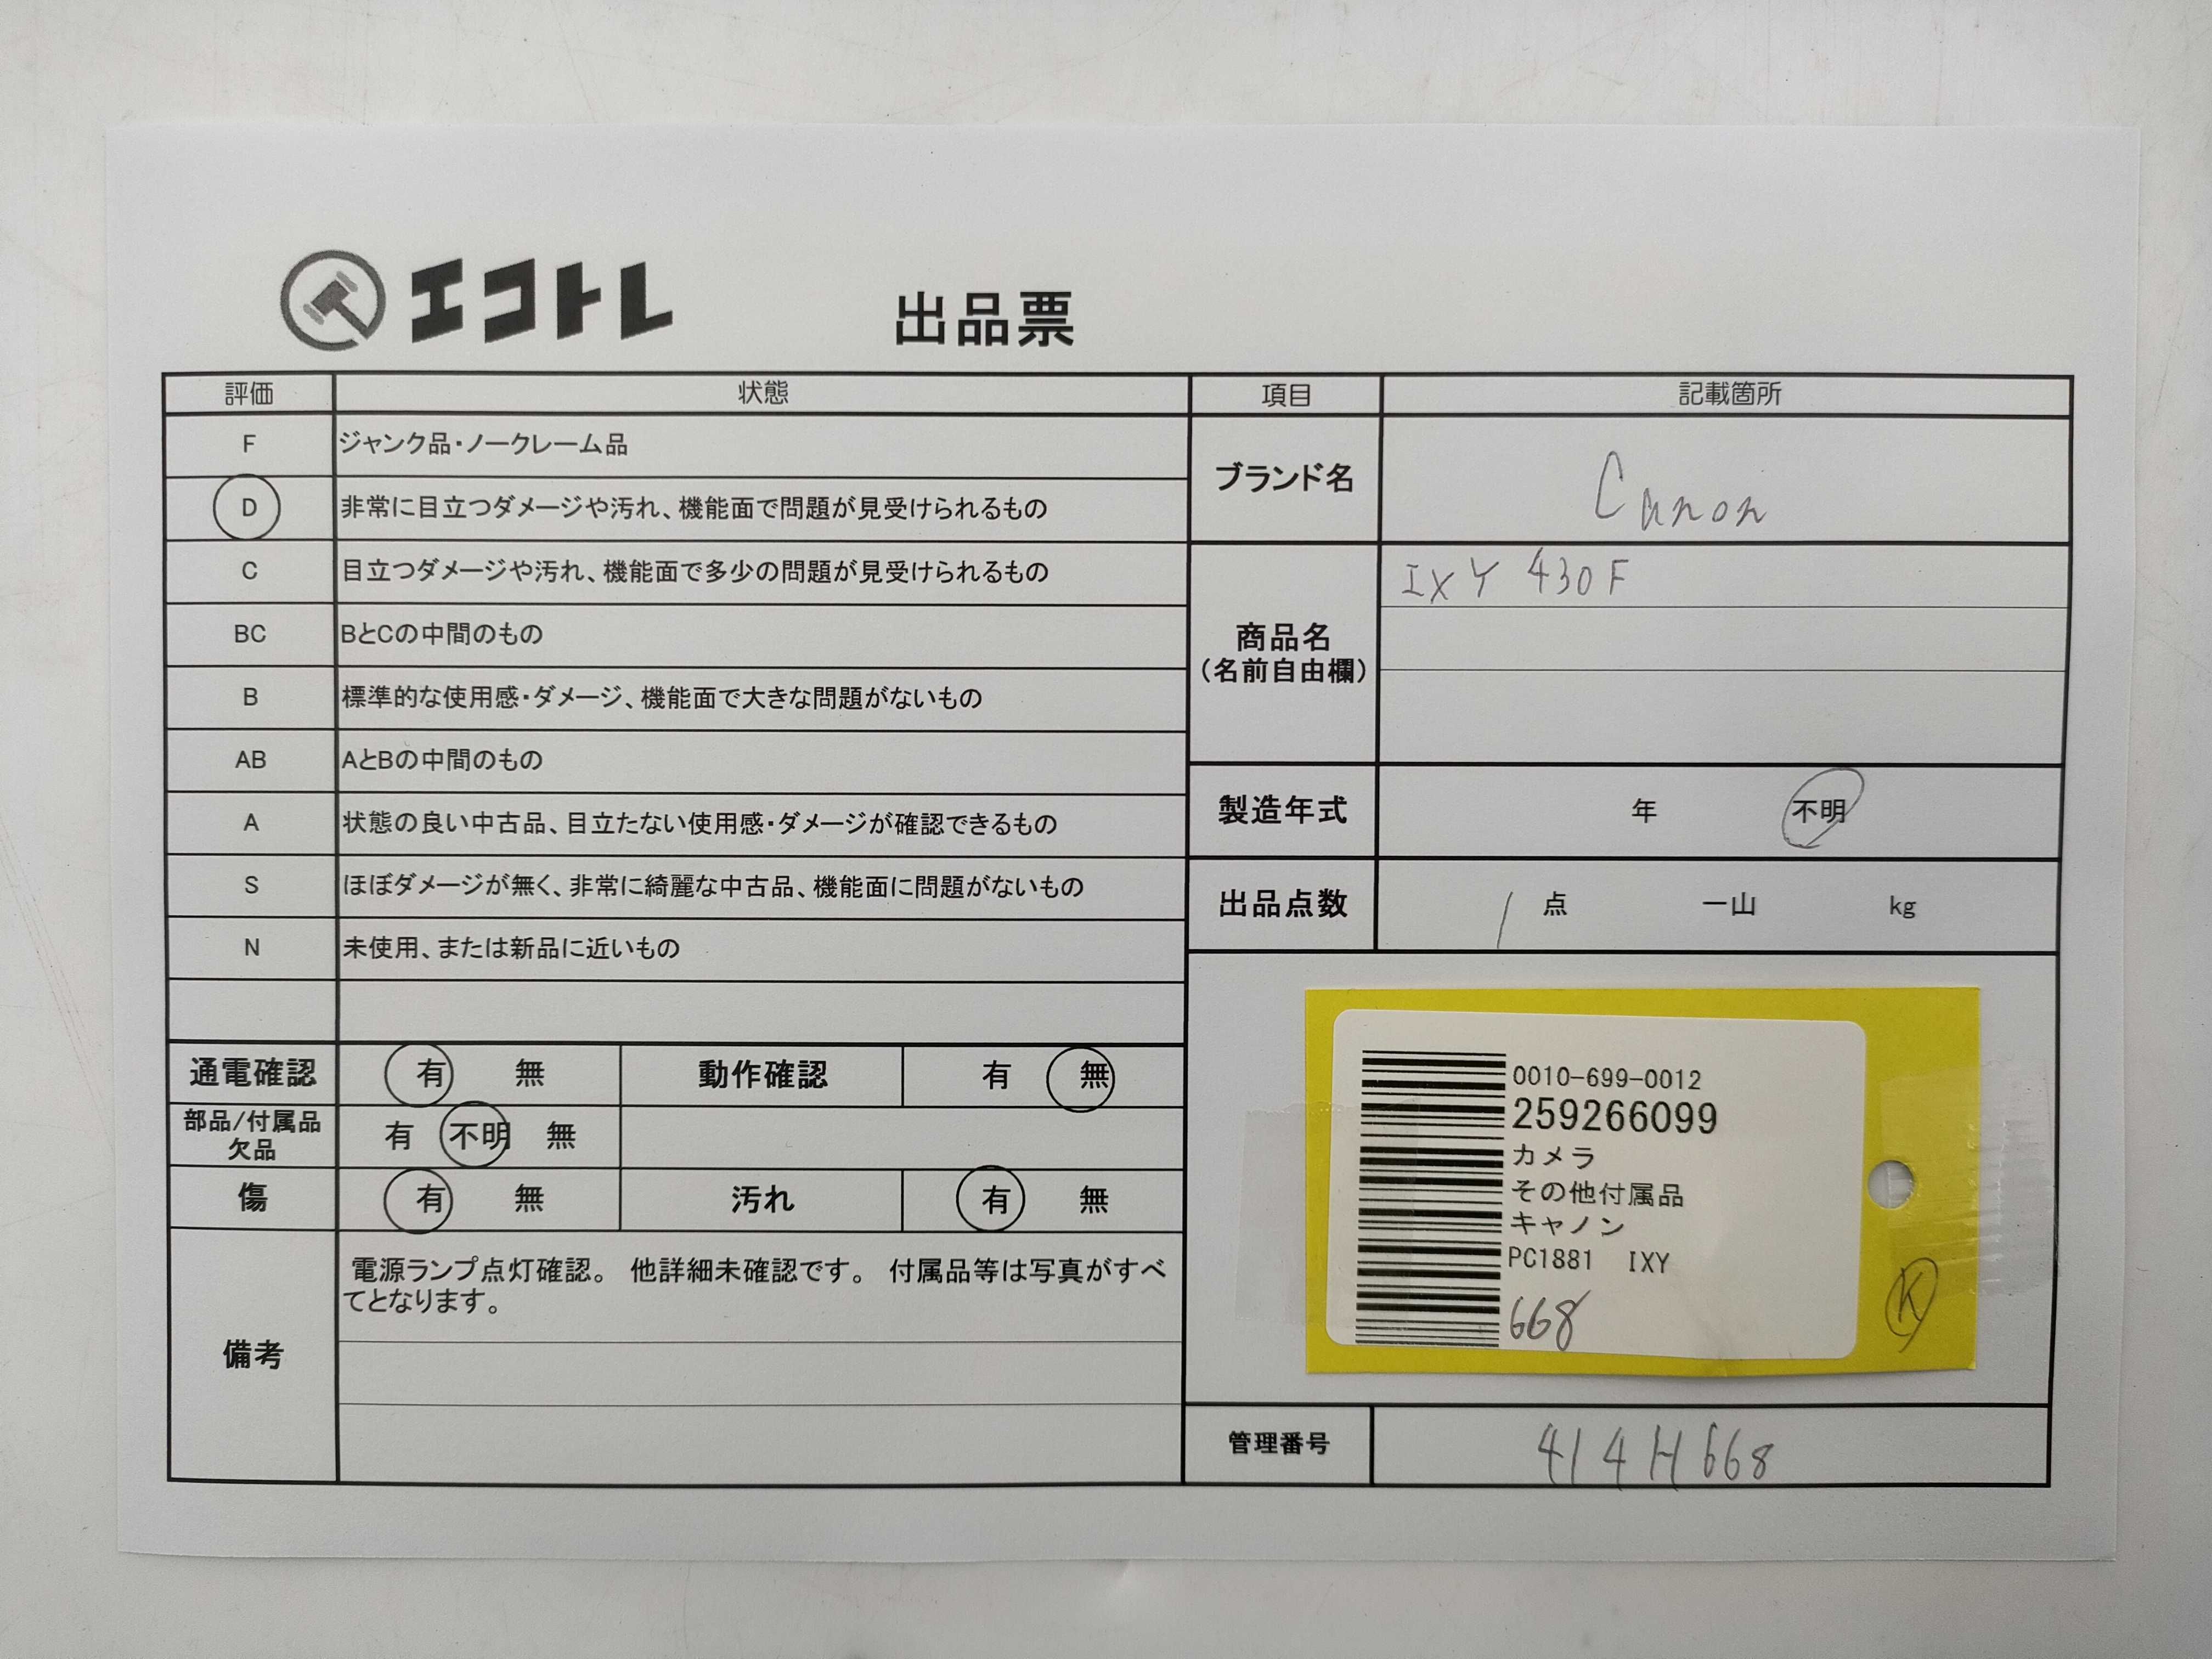 エコトレ
出品票
評価 状態
F ジャンク品・ノークレーム品
D 非常に目立つダメージや汚れ、機能面で問題が見受けられるもの
C 目立つダメージや汚れ、機能面で多少の問題が見受けられるもの
BC BとCの中間のもの
B 標準的な使用感・ダメージ、機能面で大きな問題がないもの
AB AとBの中間のもの
A 状態の良い中古品、目立たない使用感・ダメージが確認できるもの
S ほぼダメージが無く、非常に綺麗な中古品、機能面に問題がないもの
N 未使用、または新品に近いもの
通電確認 有 無 動作確認 有 無
部品/付属品
欠品
有 不明 無
傷 有 無 汚れ 有 無
備考
電源ランプ点灯確認。 他詳細未確認です。 付属品等は写真がすべ
てとなります。
項目 記載箇所
ブランド名 Canon
商品名
(名前自由欄)
IXY 430F
製造年式 年 不明
出品点数 1 点 一山 kg
0010-699-0012
259266099
カメラ
その他付属品
キャノン
PC1881 IXY
668
K
管理番号 414H668